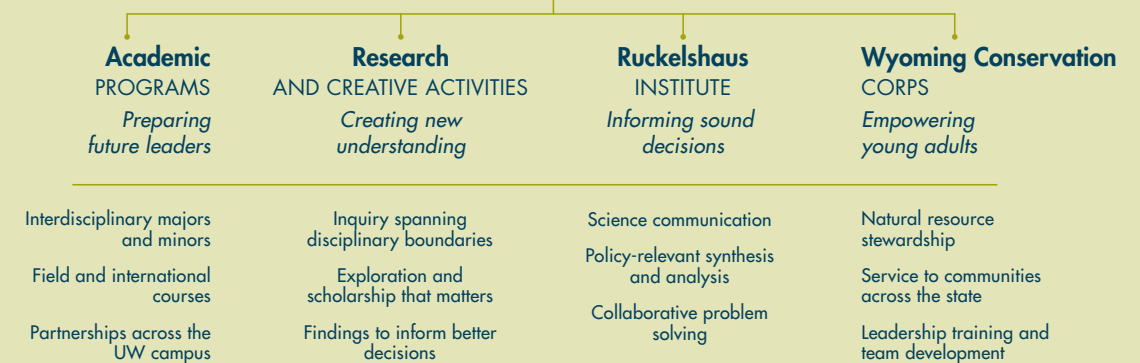 Academic
PROGRAMS
Preparing
future leaders
Research
AND CREATIVE ACTIVITIES
Creating new
understanding
Ruckelshaus
INSTITUTE
Informing sound
decisions
Wyoming Conservation
CORPS
Empowering
young adults
Interdisciplinary majors
and minors
Field and international
courses
Partnerships across the
UW campus
Inquiry spanning
disciplinary boundaries
Exploration and
scholarship that matters
Findings to inform better
decisions
Science communication
Policy-relevant synthesis
and analysis
Collaborative problem
solving
Natural resource
stewardship
Service to communities
across the state
Leadership training and
team development